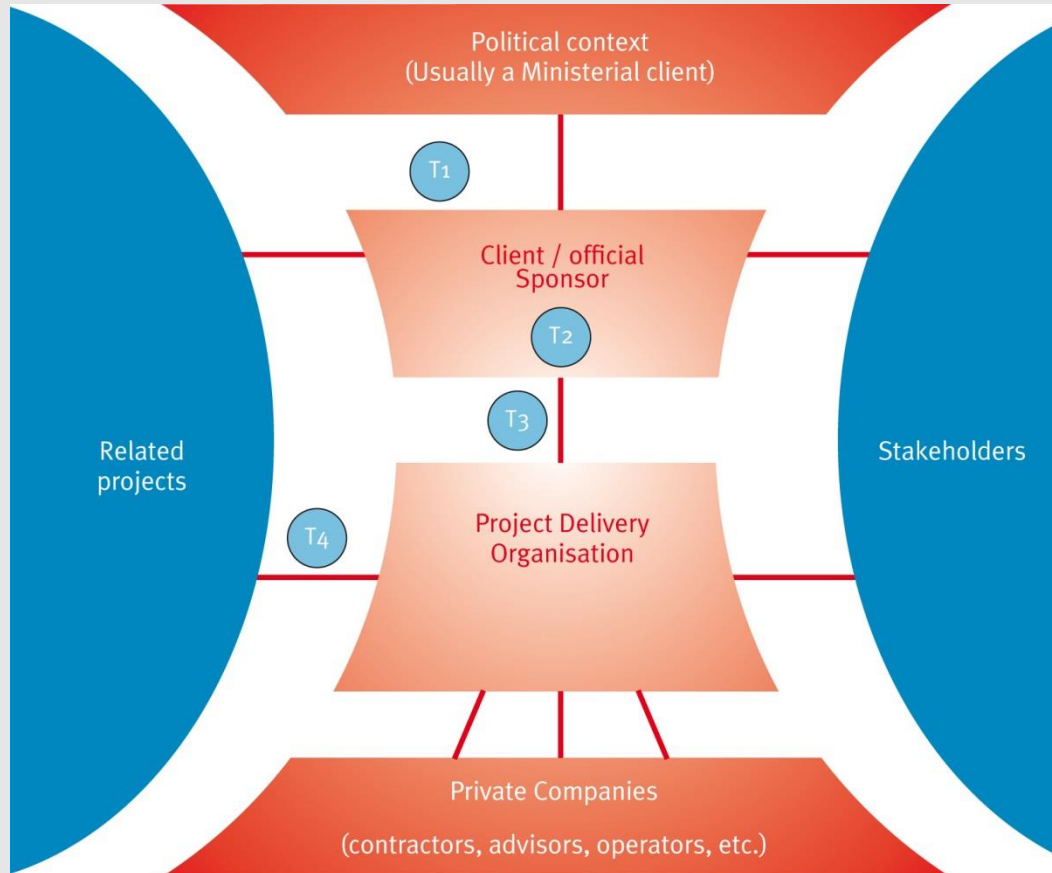 Political context
(Usually a Ministerial client)
T1
Client / official
Sponsor
T2
T3
Related
projects
Stakeholders
T4
Project Delivery
Organisation
Private Companies
(contractors, advisors, operators, etc.)